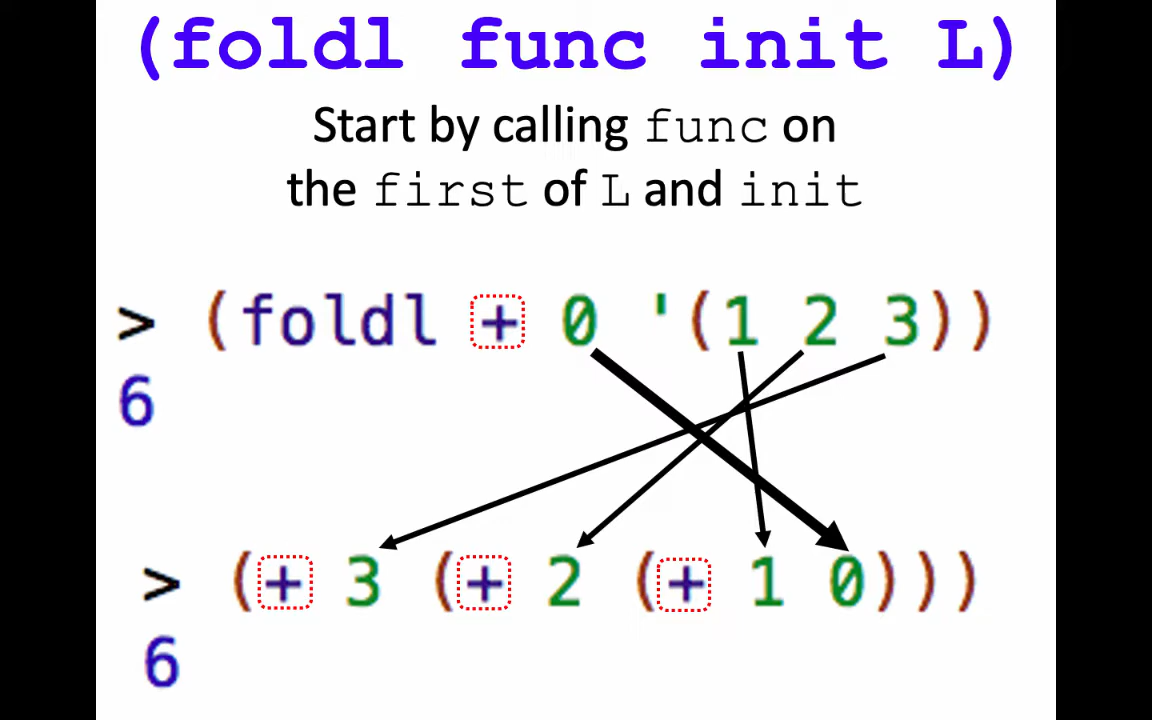 (foldl func init L)
Start by calling func on
the first of L and init
> (foldl + 0 '(1 2 3))
6
> (+ 3 (+ 2 (+ 1 0)))
6